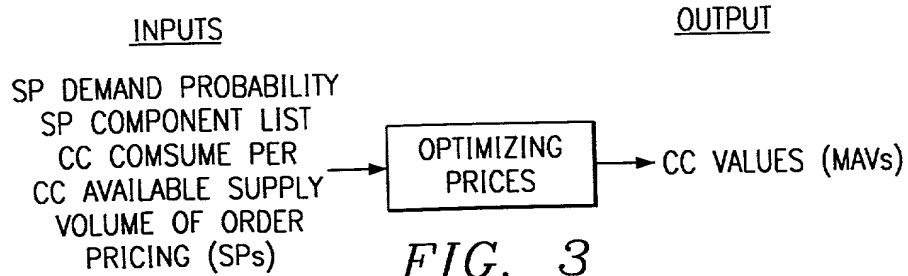 INPUTS
OUTPUT
SP DEMAND PROBABILITY
SP COMPONENT LIST
CC COMSUME PER
CC AVAILABLE SUPPLY
VOLUME OF ORDER
PRICING (SPs)
OPTIMIZING
PRICES
CC VALUES (MAVs)
FIG. 3